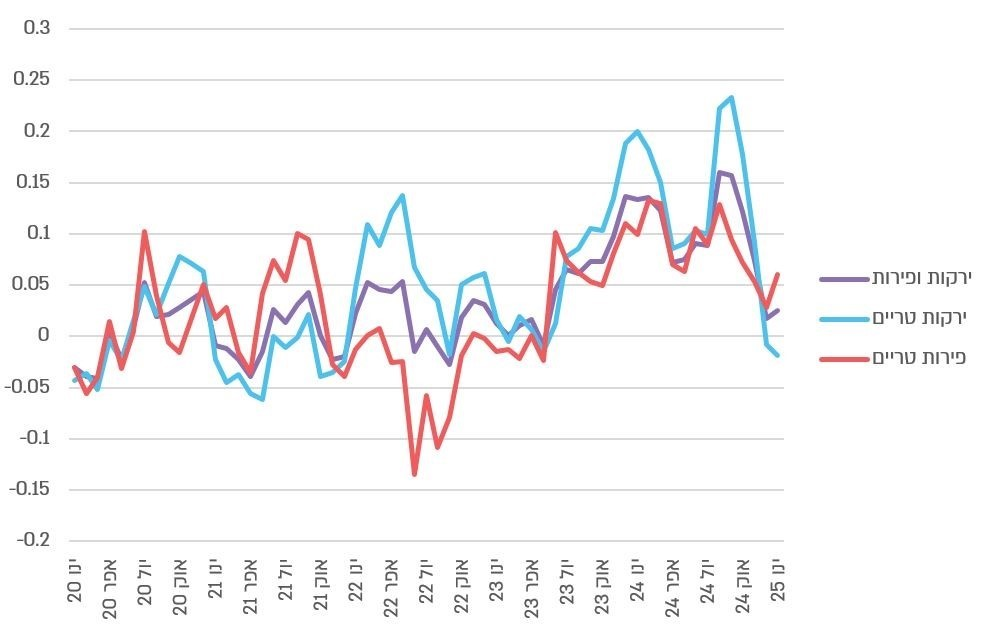 0.3
0.25
0.2
0.15
0.1
0.05
0
-0.05
-0.1
-0.15
-0.2
ינו 20
אפר 20
יול 20
אוק 20
ינו 21
אפר 21
יול 21
אוק 21
ינו 22
אפר 22
יול 22
אוק 22
ינו 23
אפר 23
יול 23
אוק 23
ינו 24
אפר 24
יול 24
אוק 24
ינו 25
ירקות ופירות
ירקות טריים
פירות טריים